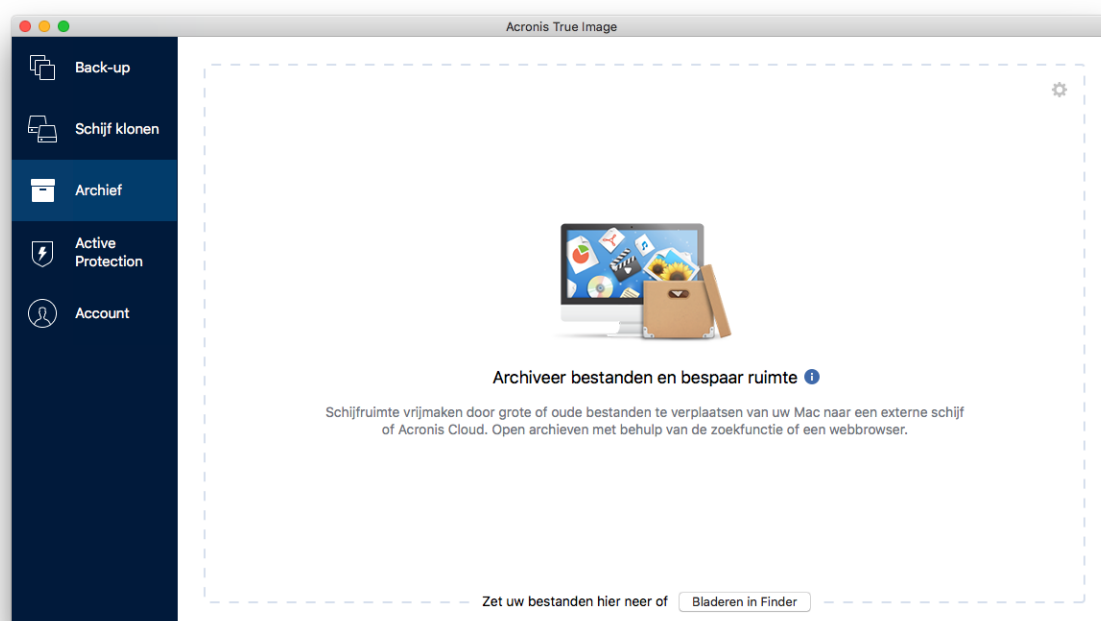 Acronis True Image
Back-up
Schijf klonen
Archief
Active
Protection
Account
Archiveer bestanden en bespaar ruimte
Schijfruimte vrijmaken door grote of oude bestanden te verplaatsen van uw Mac naar een externe schijf
of Acronis Cloud. Open archieven met behulp van de zoekfunctie of een webbrowser.
Zet uw bestanden hier neer of
Bladeren in Finder